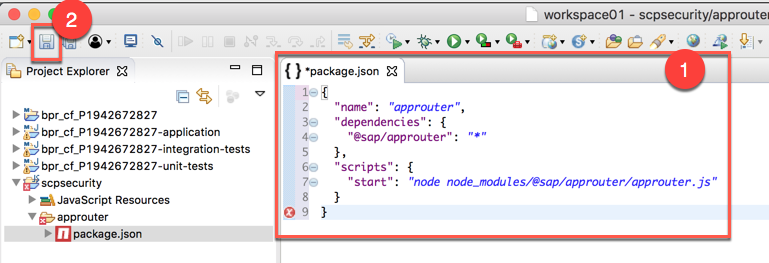 2
workspace01 - scpsecurity/approuter
Project Explorer
bpr_cf_P1942672827
bpr_cf_P1942672827-application
bpr_cf_P1942672827-integration-tests
bpr_cf_P1942672827-unit-tests
scpsecurity
JavaScript Resources
approuter
package.json
{ } *package.json
1
1 {
2 "name": "approuter",
3 "dependencies": {
4 "@sap/approuter": "*"
5 },
6 "scripts": {
7 "start": "node node_modules/@sap/approuter/approuter.js"
8 }
9 }